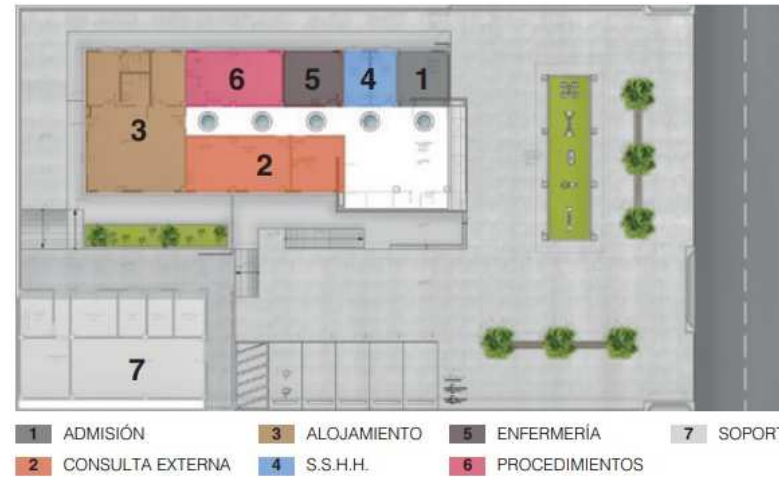 6
5
4
1
3
2
7
1 ADMISIÓN
3 ALOJAMIENTO
5 ENFERMERÍA
7 SOPORT
2 CONSULTA EXTERNA
4 S.S.H.H.
6 PROCEDIMIENTOS